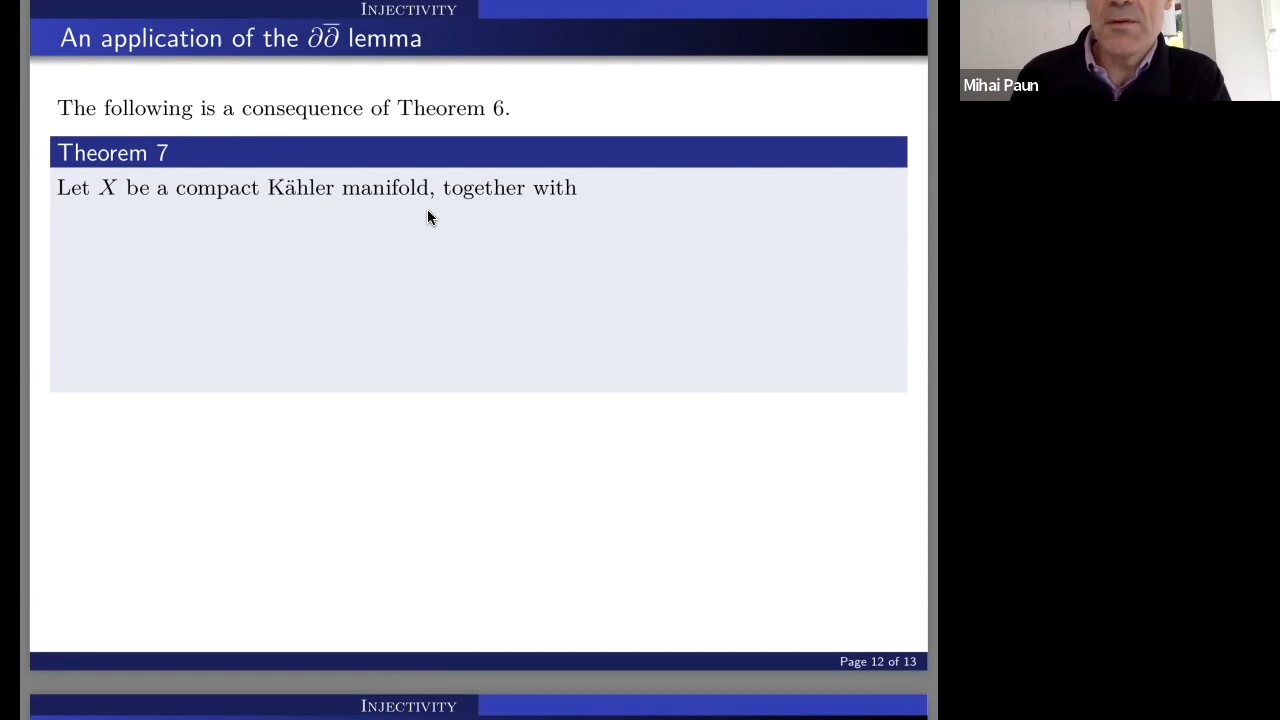 INJECTIVITY
An application of the ∂∂̅ lemma
The following is a consequence of Theorem 6.
Theorem 7
Let X be a compact Kähler manifold, together with
Page 12 of 13
INJECTIVITY
Mihai Paun